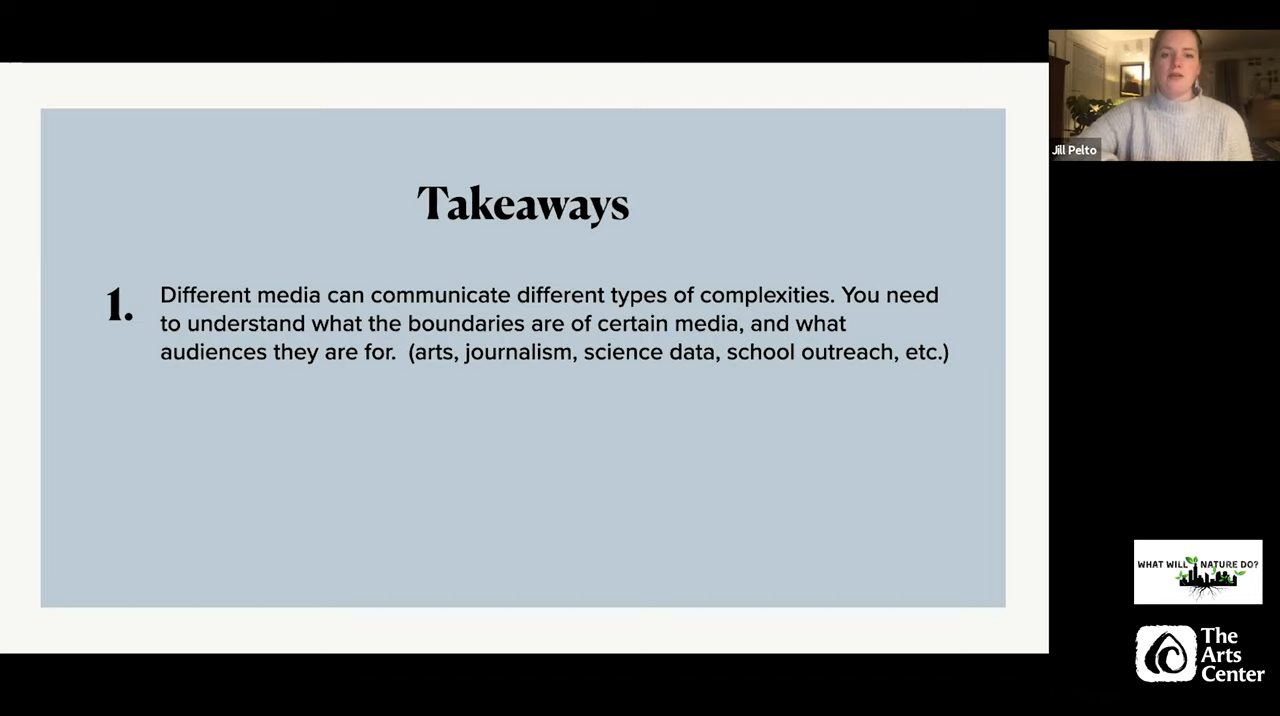 Takeaways
1.
Different media can communicate different types of complexities. You need
to understand what the boundaries are of certain media, and what
audiences they are for.  (arts, journalism, science data, school outreach, etc.)
Jill Pelto
WHAT WILL NATURE DO?
The
Arts
Center